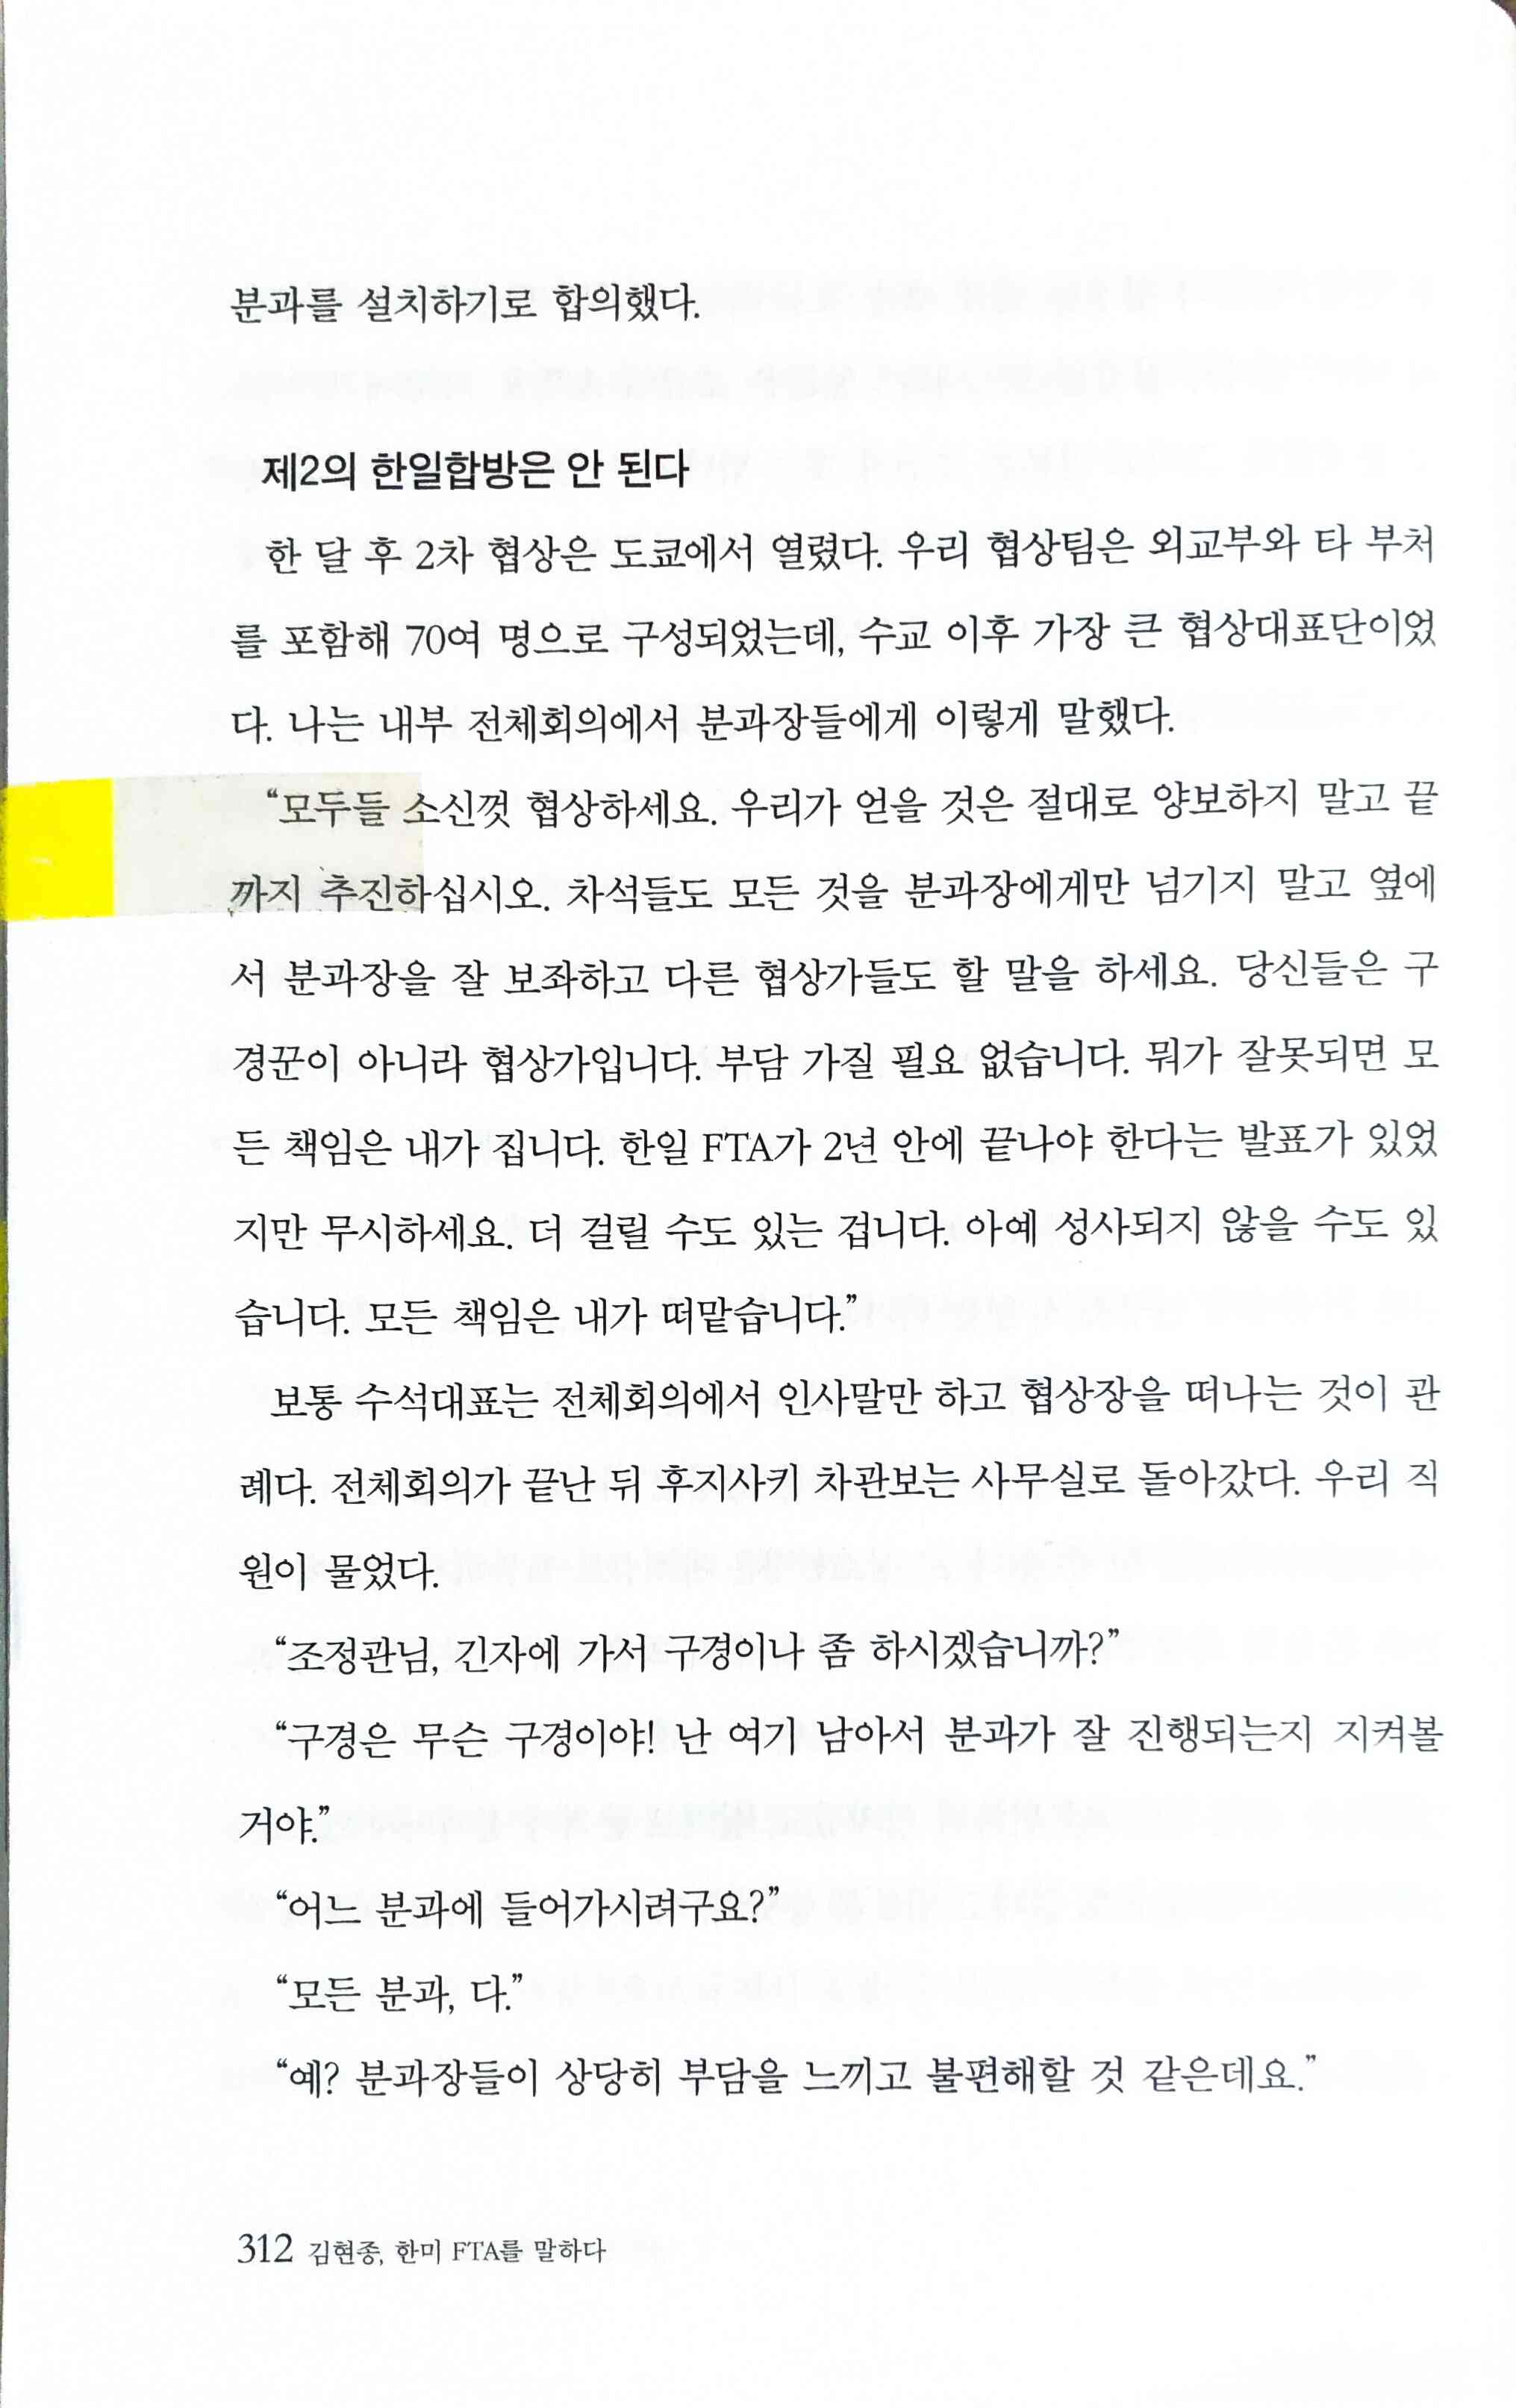 분과를 설치하기로 합의했다.
제2의 한일합방은 안 된다
한 달 후 2차 협상은 도쿄에서 열렸다. 우리 협상팀은 외교부와 타 부처
를 포함해 70여 명으로 구성되었는데, 수교 이후 가장 큰 협상대표단이었
다. 나는 내부 전체회의에서 분과장들에게 이렇게 말했다.
“모두들 소신껏 협상하세요. 우리가 얻을 것은 절대로 양보하지 말고 끝
까지 추진하십시오. 차석들도 모든 것을 분과장에게만 넘기지 말고 옆에
서 분과장을 잘 보좌하고 다른 협상가들도 할 말을 하세요. 당신들은 구
경꾼이 아니라 협상가입니다. 부담 가질 필요 없습니다. 뭐가 잘못되면 모
든 책임은 내가 집니다. 한일 FTA가 2년 안에 끝나야 한다는 발표가 있었
지만 무시하세요. 더 걸릴 수도 있는 겁니다. 아예 성사되지 않을 수도 있
습니다. 모든 책임은 내가 떠맡습니다.”
보통 수석대표는 전체회의에서 인사말만 하고 협상장을 떠나는 것이 관
례다. 전체회의가 끝난 뒤 후지사키 차관보는 사무실로 돌아갔다. 우리 직
원이 물었다.
“조정관님, 긴자에 가서 구경이나 좀 하시겠습니까?”
“구경은 무슨 구경이야! 난 여기 남아서 분과가 잘 진행되는지 지켜볼
거야.”
“어느 분과에 들어가시려구요?”
“모든 분과, 다.”
“예? 분과장들이 상당히 부담을 느끼고 불편해할 것 같은데요.”
312 김현종, 한미 FTA를 말하다